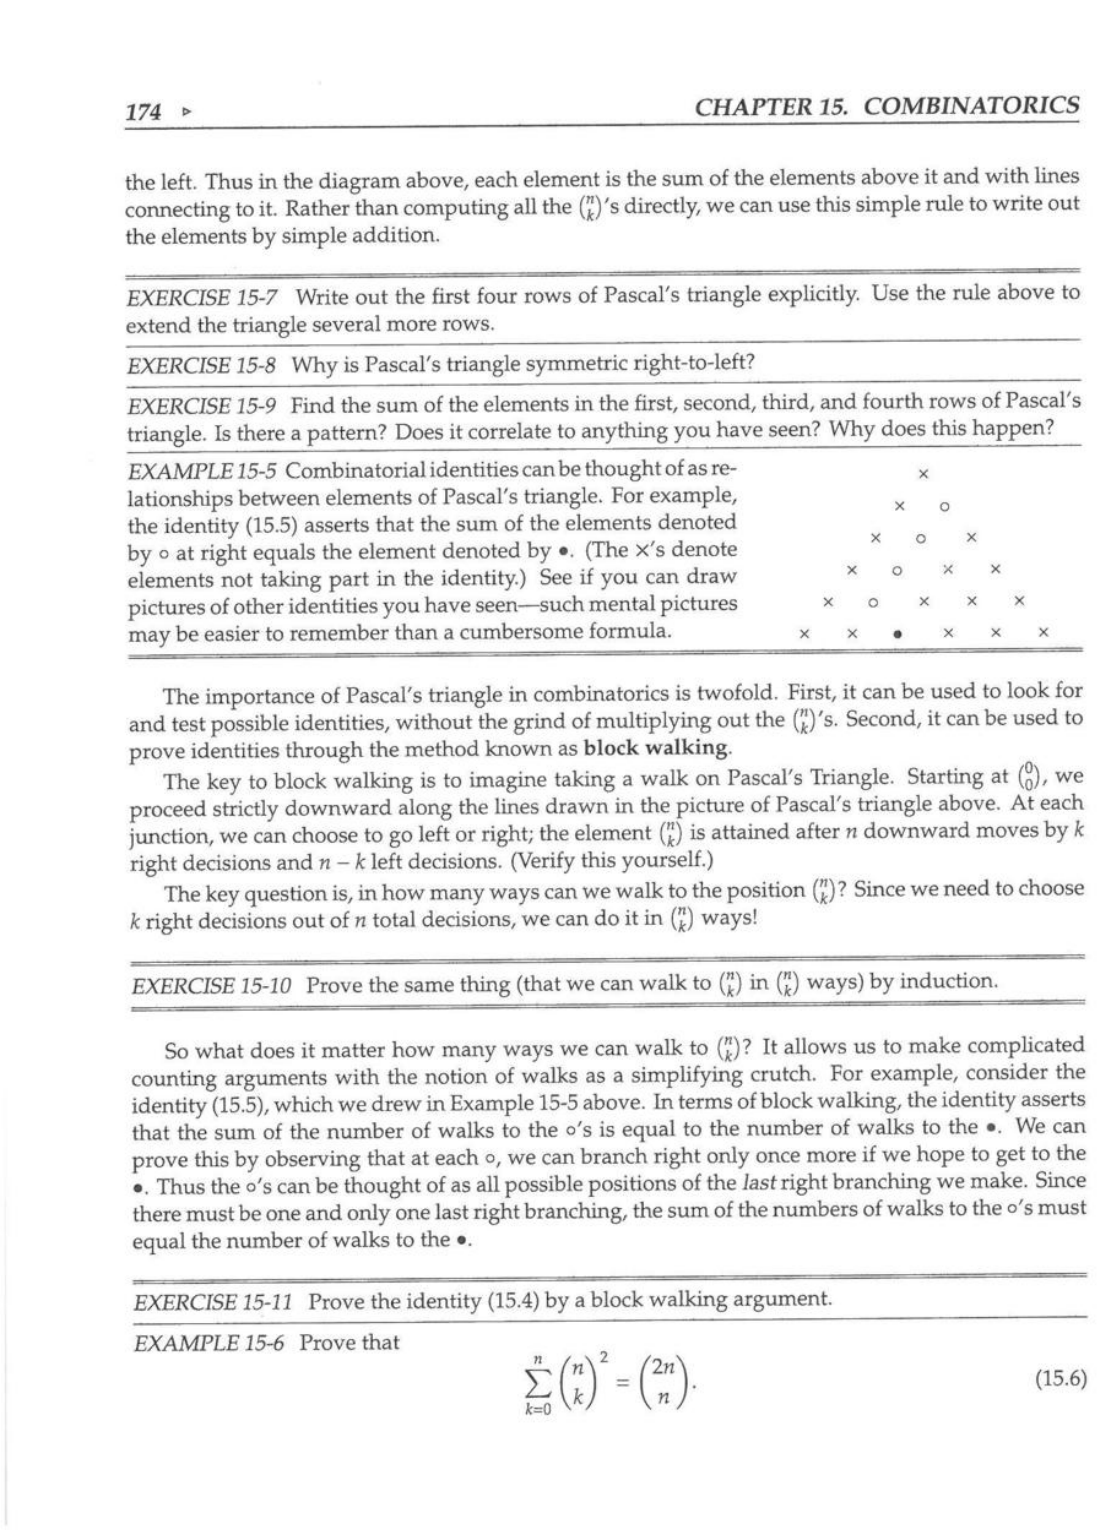 174 ▷ CHAPTER 15. COMBINATORICS
the left. Thus in the diagram above, each element is the sum of the elements above it and with lines
connecting to it. Rather than computing all the (n k)'s directly, we can use this simple rule to write out
the elements by simple addition.
EXERCISE 15-7 Write out the first four rows of Pascal's triangle explicitly. Use the rule above to
extend the triangle several more rows.
EXERCISE 15-8 Why is Pascal's triangle symmetric right-to-left?
EXERCISE 15-9 Find the sum of the elements in the first, second, third, and fourth rows of Pascal's
triangle. Is there a pattern? Does it correlate to anything you have seen? Why does this happen?
EXAMPLE 15-5 Combinatorial identities can be thought of as re-
lationships between elements of Pascal's triangle. For example,
the identity (15.5) asserts that the sum of the elements denoted
by ∘ at right equals the element denoted by •. (The ×'s denote
elements not taking part in the identity.) See if you can draw
pictures of other identities you have seen—such mental pictures
may be easier to remember than a cumbersome formula.
×
× ∘
× ∘ ×
× ∘ × ×
× ∘ × × ×
× × • × × ×
The importance of Pascal's triangle in combinatorics is twofold. First, it can be used to look for
and test possible identities, without the grind of multiplying out the (n k)'s. Second, it can be used to
prove identities through the method known as block walking.
The key to block walking is to imagine taking a walk on Pascal's Triangle. Starting at (0 0), we
proceed strictly downward along the lines drawn in the picture of Pascal's triangle above. At each
junction, we can choose to go left or right; the element (n k) is attained after n downward moves by k
right decisions and n − k left decisions. (Verify this yourself.)
The key question is, in how many ways can we walk to the position (n k)? Since we need to choose
k right decisions out of n total decisions, we can do it in (n k) ways!
EXERCISE 15-10 Prove the same thing (that we can walk to (n k) in (n k) ways) by induction.
So what does it matter how many ways we can walk to (n k)? It allows us to make complicated
counting arguments with the notion of walks as a simplifying crutch. For example, consider the
identity (15.5), which we drew in Example 15-5 above. In terms of block walking, the identity asserts
that the sum of the number of walks to the ∘'s is equal to the number of walks to the •. We can
prove this by observing that at each ∘, we can branch right only once more if we hope to get to the
•. Thus the ∘'s can be thought of as all possible positions of the last right branching we make. Since
there must be one and only one last right branching, the sum of the numbers of walks to the ∘'s must
equal the number of walks to the •.
EXERCISE 15-11 Prove the identity (15.4) by a block walking argument.
EXAMPLE 15-6 Prove that
n∑k=0 (n k)² = (2n n). (15.6)